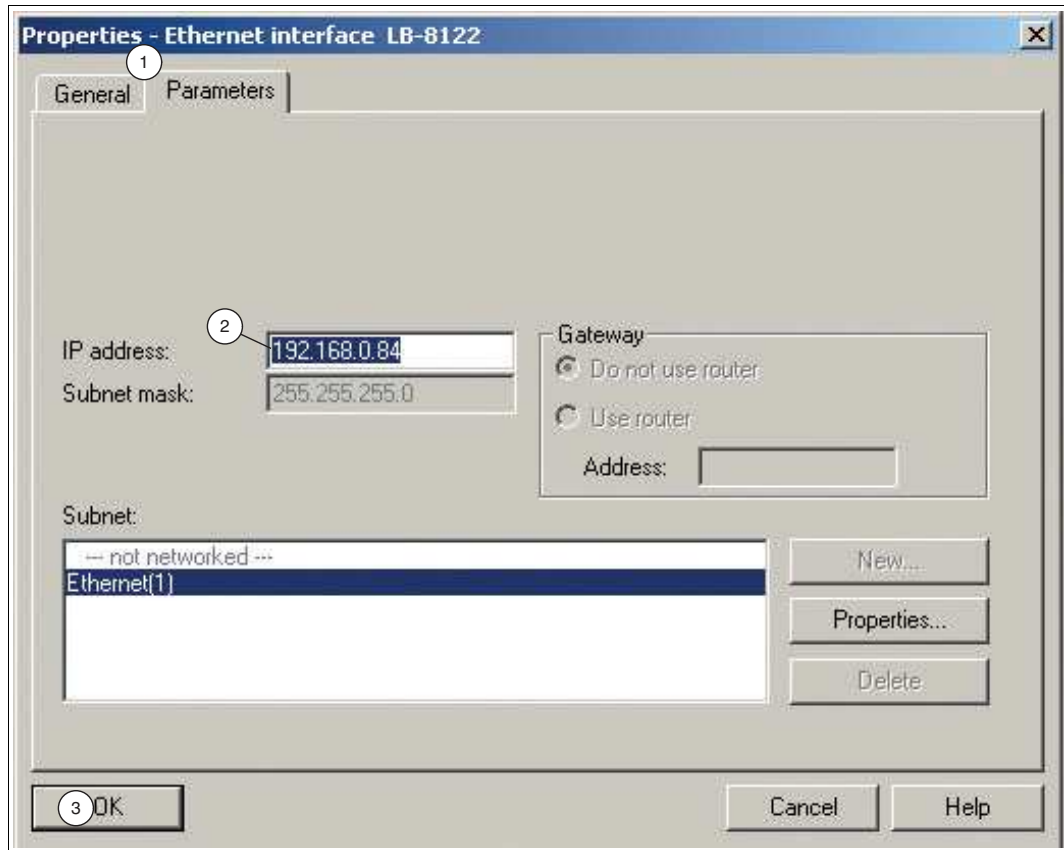 Properties - Ethernet interface LB-8122
1
General Parameters
2
IP address: 192.168.0.84
Subnet mask: 255.255.255.0
Gateway
Do not use router
Use router
Address:
Subnet:
--- not networked ---
Ethernet(1)
New...
Properties...
Delete
3 OK
Cancel
Help